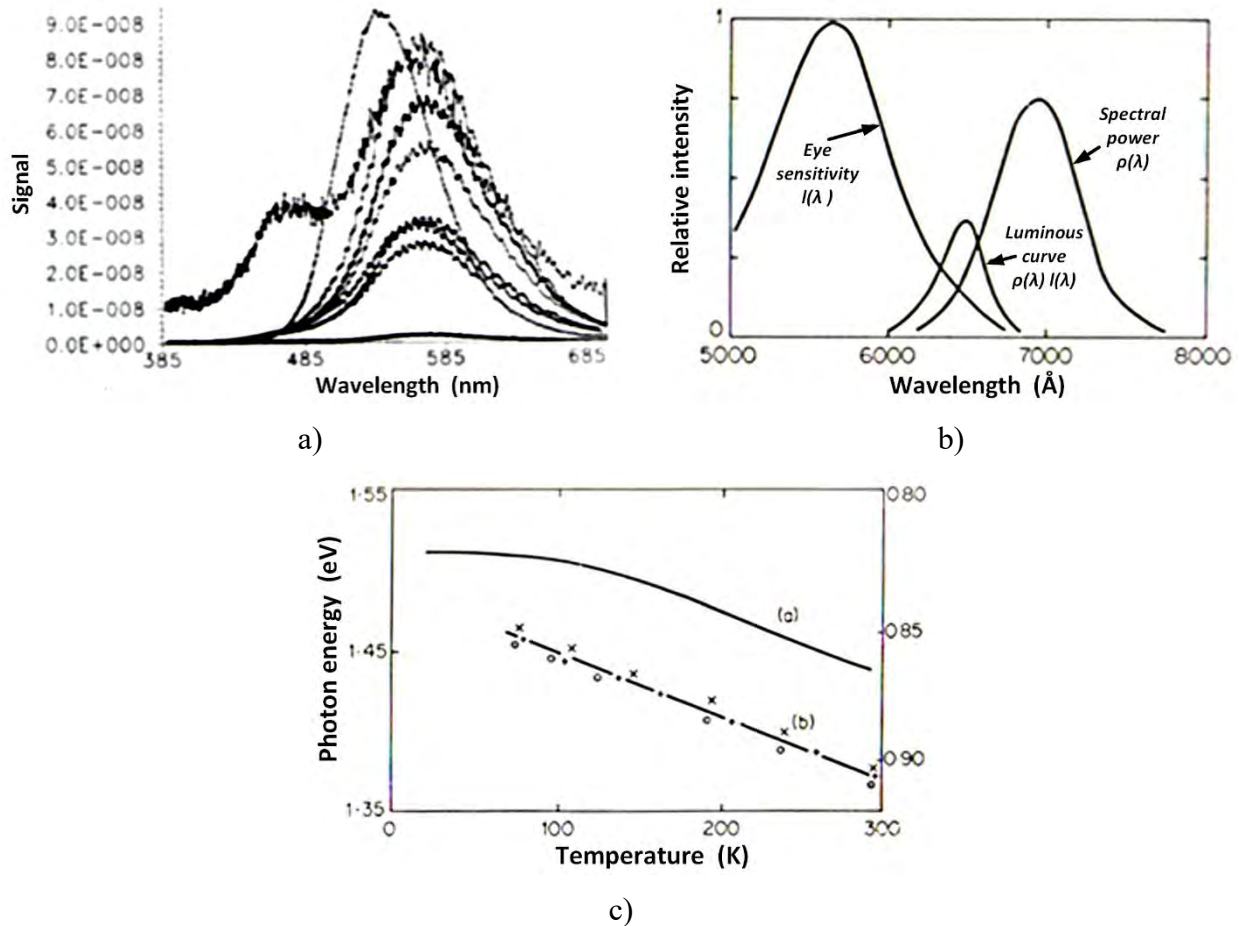 9.0E-008
8.0E-008
7.0E-008
6.0E-008
5.0E-008
4.0E-008
3.0E-008
2.0E-008
1.0E-008
0.0E+000
Signal
385
485
585
685
Wavelength (nm)
a)
1
0
Relative intensity
Eye
sensitivity
l(λ )
Spectral
power
ρ(λ)
Luminous
curve
ρ(λ) l(λ)
5000
6000
7000
8000
Wavelength (Å)
b)
1·55
1·45
1·35
Photon energy (eV)
0·80
0·85
0·90
(a)
(b)
0
100
200
300
Temperature (K)
c)